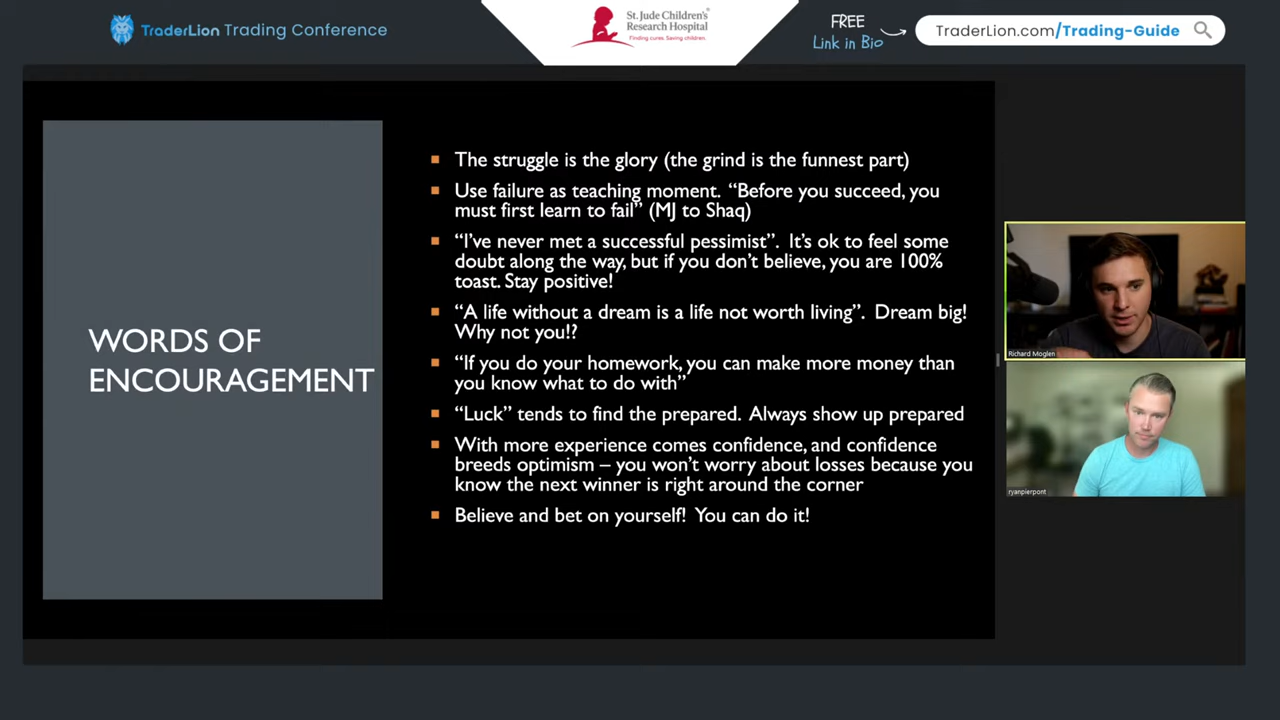 TraderLion Trading Conference
St. Jude Children's
Research Hospital
Finding cures. Saving children.
FREE
Link in Bio
TraderLion.com/Trading-Guide
WORDS OF
ENCOURAGEMENT
The struggle is the glory (the grind is the funnest part)
Use failure as teaching moment. “Before you succeed, you
must first learn to fail” (MJ to Shaq)
“I’ve never met a successful pessimist”. It’s ok to feel some
doubt along the way, but if you don’t believe, you are 100%
toast. Stay positive!
“A life without a dream is a life not worth living”. Dream big!
Why not you!?
“If you do your homework, you can make more money than
you know what to do with”
“Luck” tends to find the prepared. Always show up prepared
With more experience comes confidence, and confidence
breeds optimism – you won’t worry about losses because you
know the next winner is right around the corner
Believe and bet on yourself! You can do it!
Richard Moglen
ryanpierpont